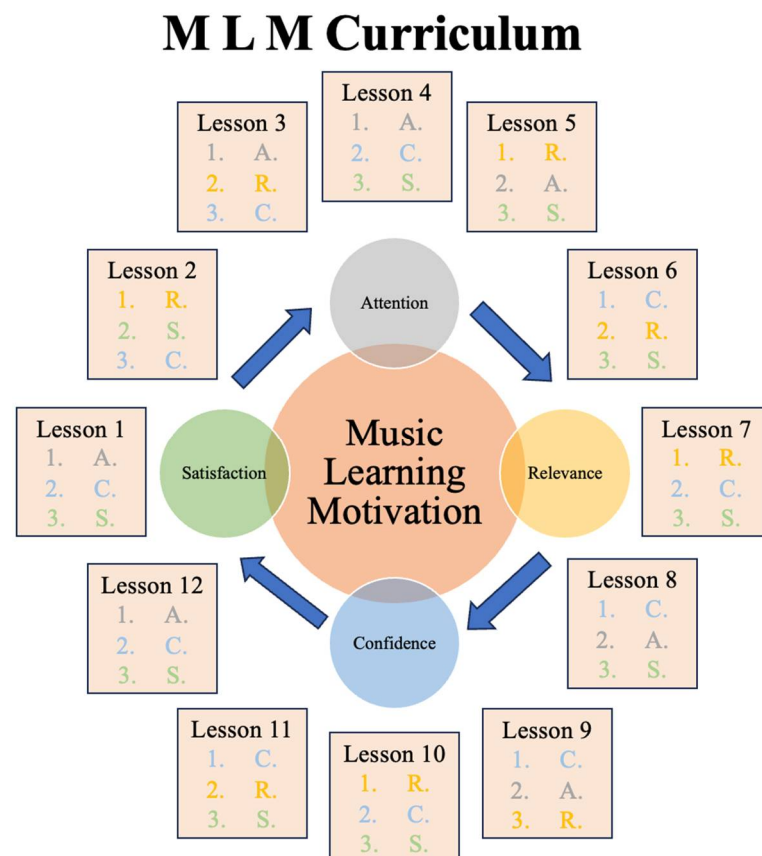 M L M Curriculum
Lesson 1
1. A.
2. C.
3. S.
Lesson 2
1. R.
2. S.
3. C.
Lesson 3
1. A.
2. R.
3. C.
Lesson 4
1. A.
2. C.
3. S.
Lesson 5
1. R.
2. A.
3. S.
Lesson 6
1. C.
2. R.
3. S.
Lesson 7
1. R.
2. C.
3. S.
Lesson 8
1. C.
2. A.
3. S.
Lesson 9
1. C.
2. A.
3. R.
Lesson 10
1. R.
2. C.
3. S.
Lesson 11
1. C.
2. R.
3. S.
Lesson 12
1. A.
2. C.
3. S.
Attention
Relevance
Confidence
Satisfaction
Music
Learning
Motivation